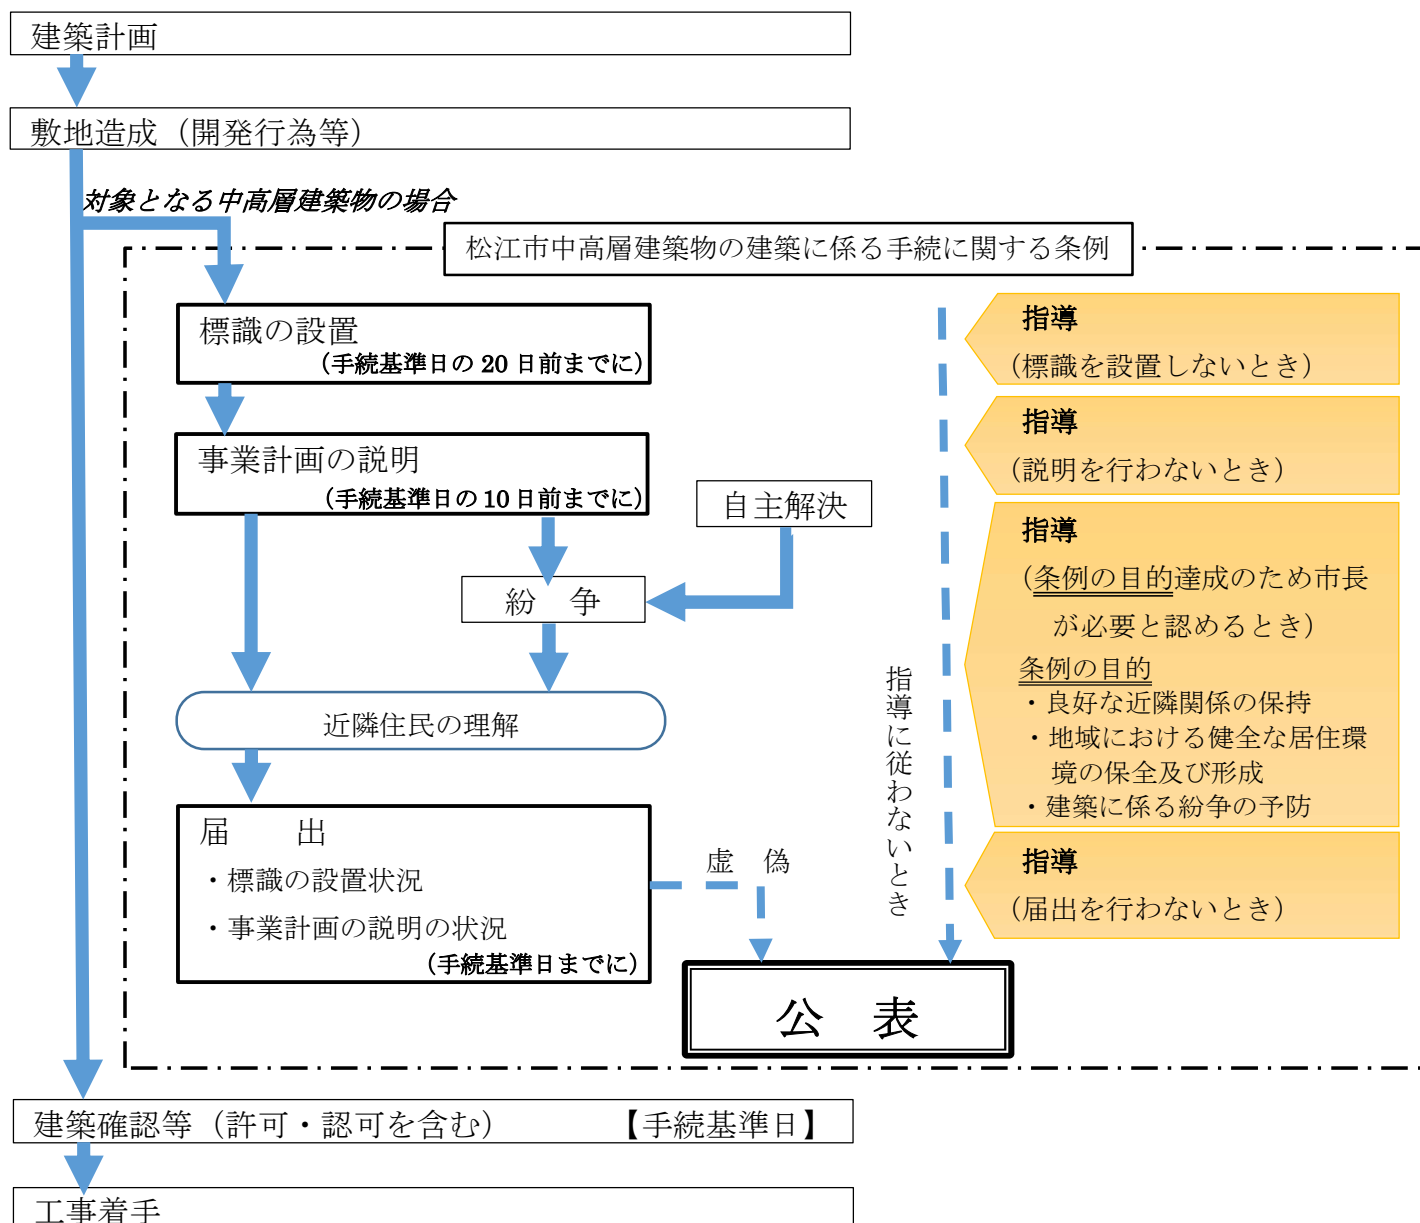 建築計画
敷地造成（開発行為等）
対象となる中高層建築物の場合
松江市中高層建築物の建築に係る手続に関する条例
標識の設置
（手続基準日の 20 日前までに）
事業計画の説明
（手続基準日の 10 日前までに）
自主解決
紛　争
近隣住民の理解
届　　出
・標識の設置状況
・事業計画の説明の状況
（手続基準日までに）
虚　偽
指導に従わないとき
公　表
指導
（標識を設置しないとき）
指導
（説明を行わないとき）
指導
（条例の目的達成のため市長
が必要と認めるとき）
条例の目的
・良好な近隣関係の保持
・地域における健全な居住環
境の保全及び形成
・建築に係る紛争の予防
指導
（届出を行わないとき）
建築確認等（許可・認可を含む）　　　【手続基準日】
工事着手